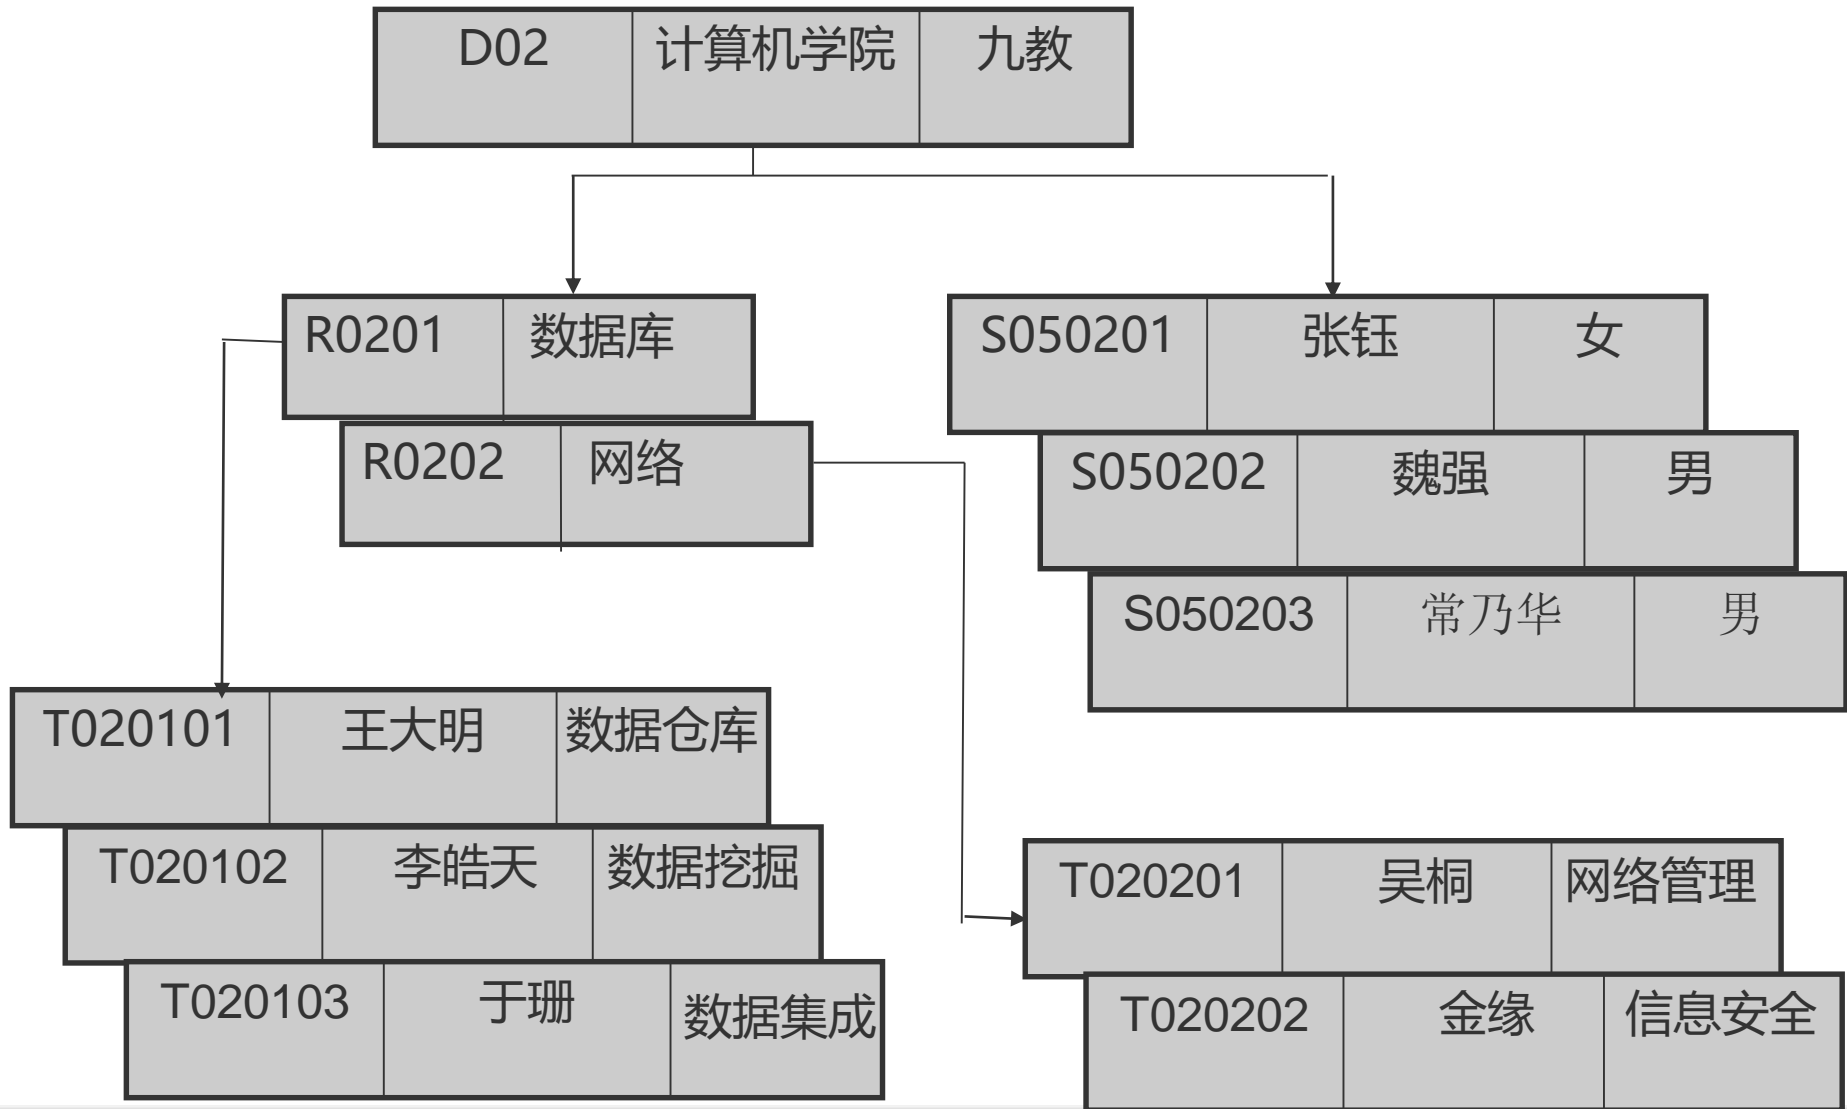 D02 计算机学院 九教
R0201 数据库
R0202 网络
S050201 张钰 女
S050202 魏强 男
S050203 常乃华 男
T020101 王大明 数据仓库
T020102 李皓天 数据挖掘
T020103 于珊 数据集成
T020201 吴桐 网络管理
T020202 金缘 信息安全